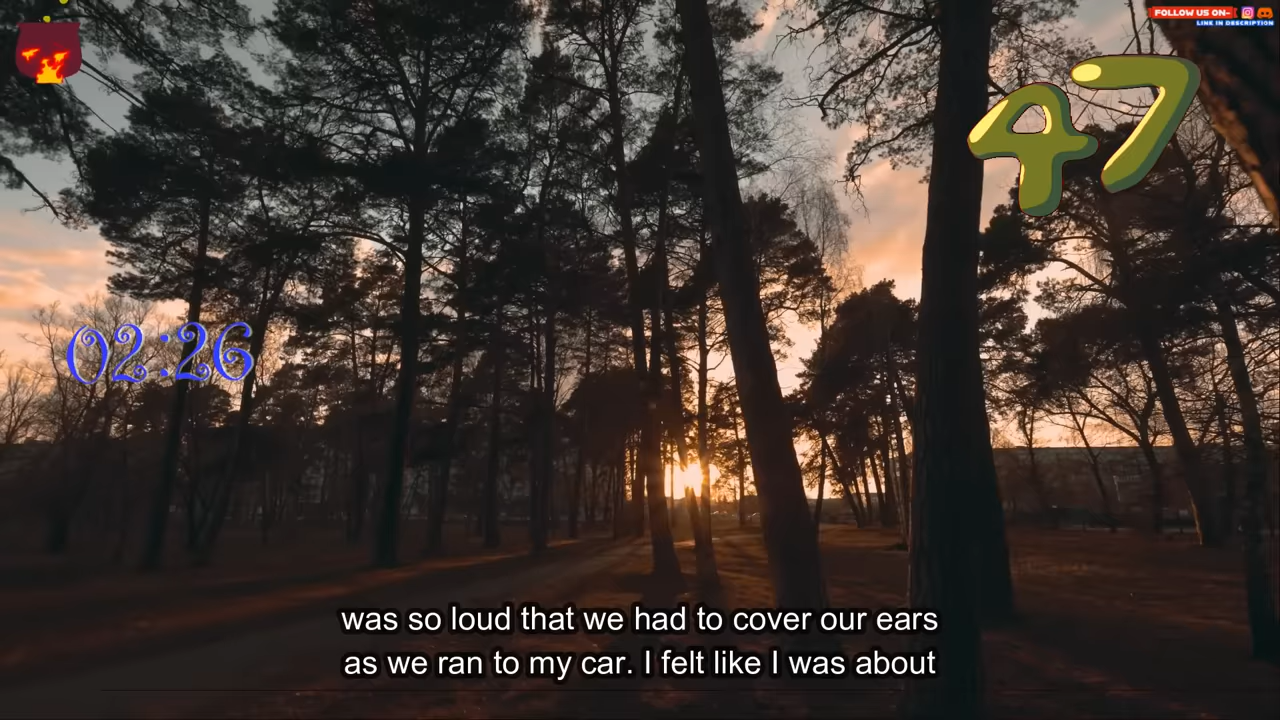 FOLLOW US ON-
LINK IN DESCRIPTION
47
02:26
was so loud that we had to cover our ears
as we ran to my car. I felt like I was about